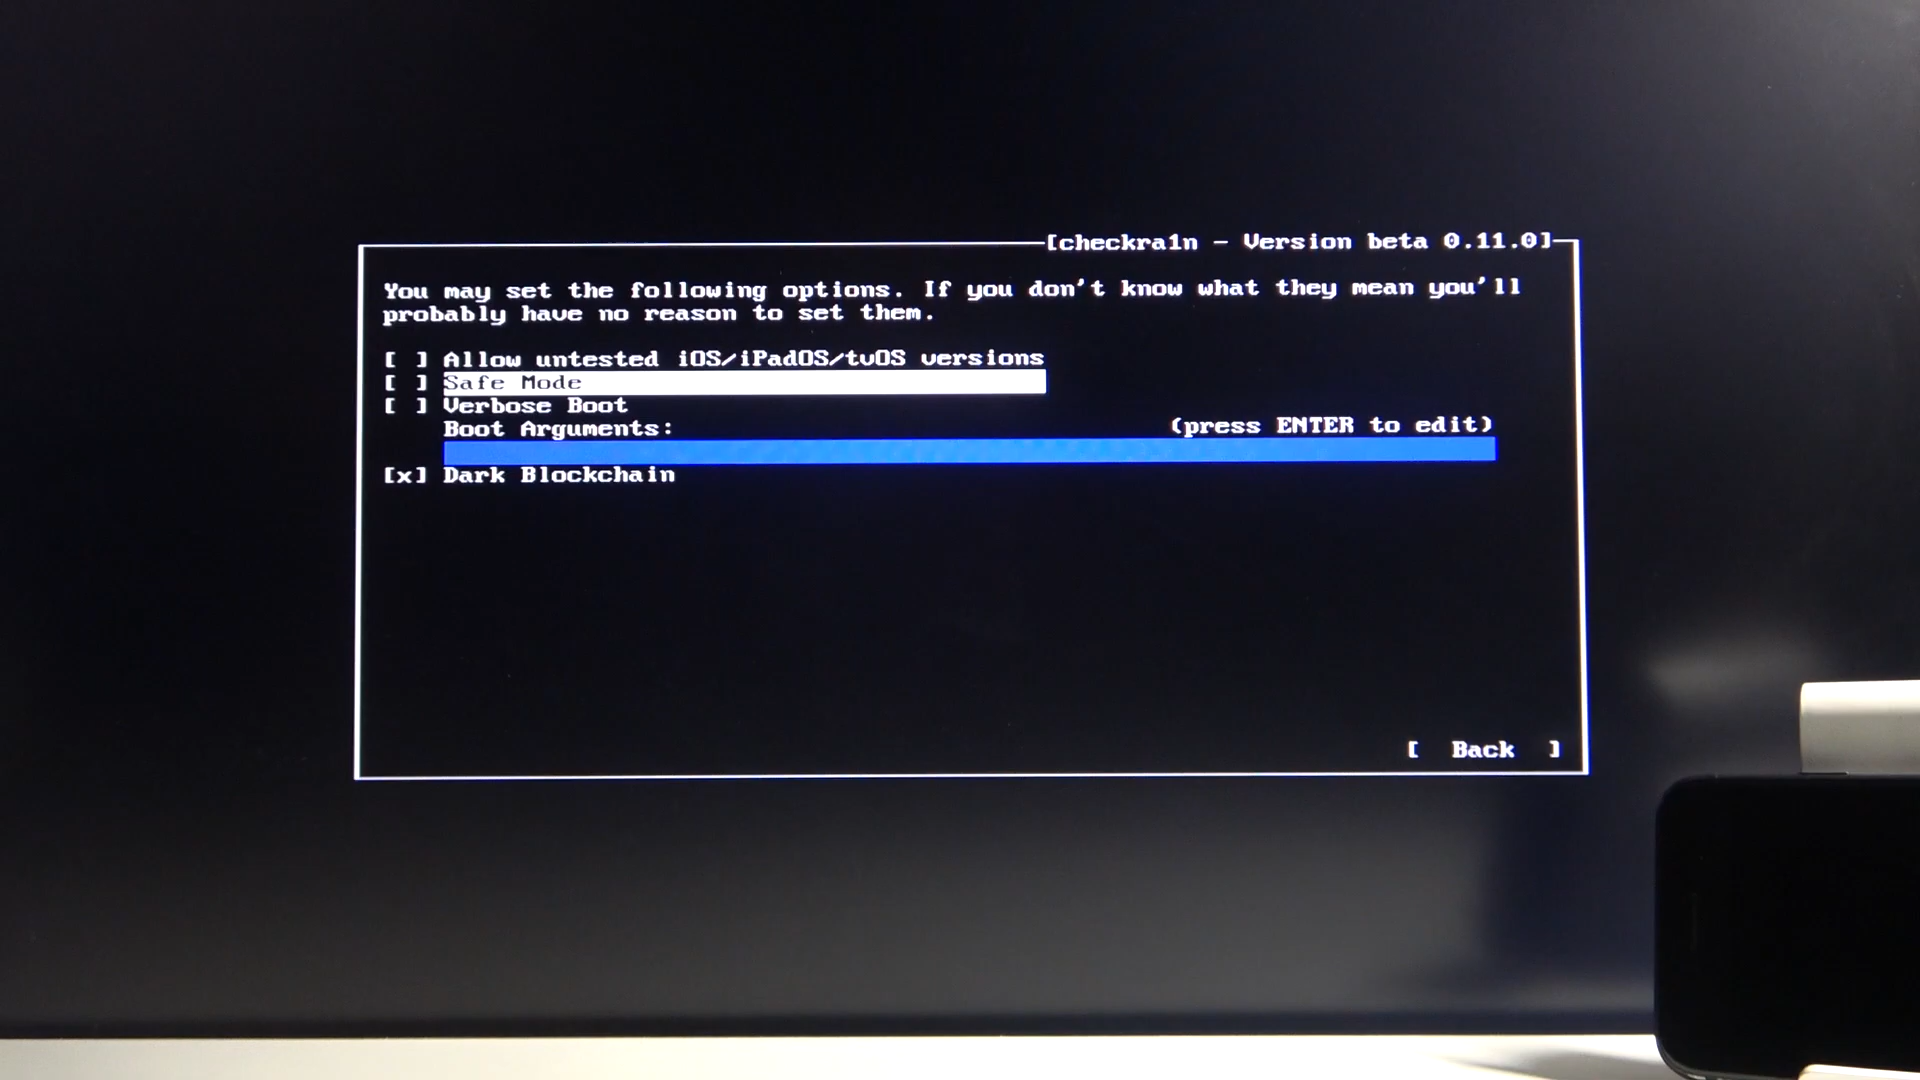 [checkra1n - Version beta 0.11.0]
You may set the following options. If you don't know what they mean you'll
probably have no reason to set them.
[ ] Allow untested iOS/iPadOS/tvOS versions
[ ] Safe Mode
[ ] Verbose Boot
Boot Arguments: (press ENTER to edit)
[x] Dark Blockchain
[ Back ]